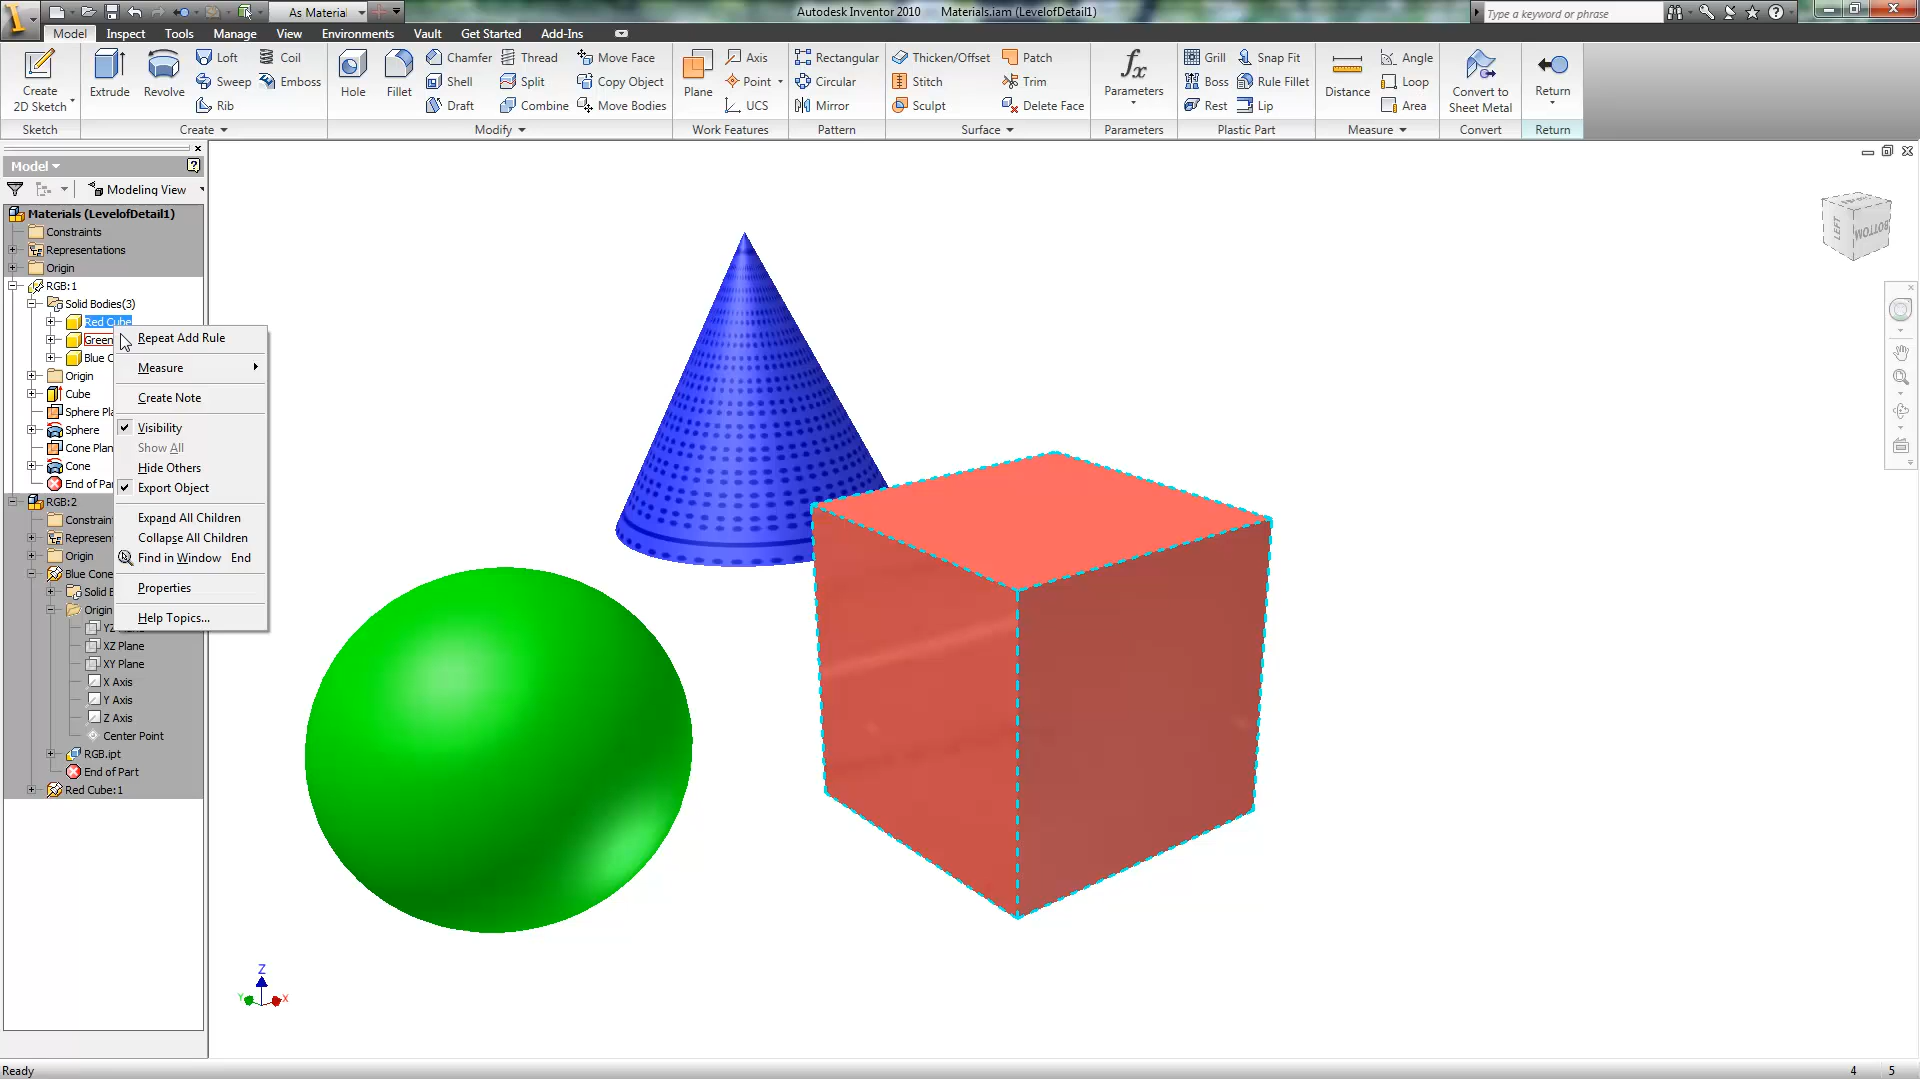 As Material
Autodesk Inventor 2010 Materials.iam (LevelofDetail1)
Type a keyword or phrase
Model Inspect Tools Manage View Environments Vault Get Started Add-Ins
Create
2D Sketch
Extrude
Revolve
Loft
Sweep
Rib
Coil
Emboss
Hole
Fillet
Chamfer
Shell
Draft
Thread
Split
Combine
Move Face
Copy Object
Move Bodies
Plane
Axis
Point
UCS
Rectangular
Circular
Mirror
Thicken/Offset
Stitch
Sculpt
Patch
Trim
Delete Face
fx
Parameters
Grill
Boss
Rest
Snap Fit
Rule Fillet
Lip
Distance
Angle
Loop
Area
Convert to
Sheet Metal
Return
Sketch Create Modify Work Features Pattern Surface Parameters Plastic Part Measure Convert Return
Model
Modeling View
Materials (LevelofDetail1)
Constraints
Representations
Origin
RGB:1
Solid Bodies(3)
Red Cube
Green
Blue C
Origin
Cube
Sphere Pla
Sphere
Cone Plan
Cone
End of Pa
RGB:2
Constrain
Represen
Origin
Blue Cone
Solid B
Origin
XZ Plane
XY Plane
X Axis
Y Axis
Z Axis
Center Point
RGB.ipt
End of Part
Red Cube:1
Repeat Add Rule
Measure
Create Note
Visibility
Show All
Hide Others
Export Object
Expand All Children
Collapse All Children
Find in Window End
Properties
Help Topics...
LEFT
BOTTOM
Z
Y
X
Ready
4 5